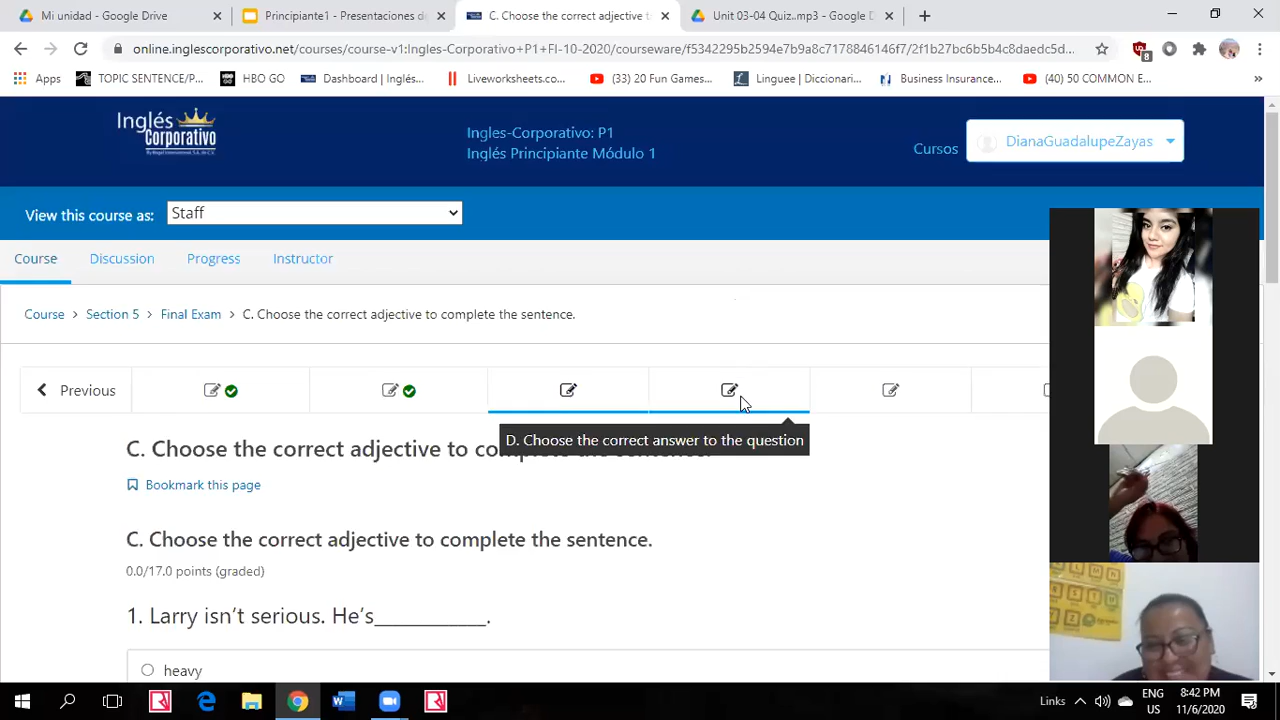 Mi unidad - Google Drive
Principiante1 - Presentaciones de
C. Choose the correct adjective to
Unit 03-04 Quiz..mp3 - Google D
online.inglescorporativo.net/courses/course-v1:Ingles-Corporativo+P1+FI-10-2020/courseware/f5342295b2594e7b9a8c7178846146f7/2f1b27bc6b5b4c8daedc5d...
8
Apps
TOPIC SENTENCE/P...
HBO GO
Dashboard | Inglés...
Liveworksheets.co...
(33) 20 Fun Games...
Linguee | Diccionari...
Business Insurance...
(40) 50 COMMON E...
»
Inglés
Corporativo
Ingles-Corporativo: P1
Inglés Principiante Módulo 1
Cursos
DianaGuadalupeZayas
View this course as:
Staff
Course
Discussion
Progress
Instructor
Course > Section 5 > Final Exam > C. Choose the correct adjective to complete the sentence.
Previous
D. Choose the correct answer to the question
C. Choose the correct adjective to
Bookmark this page
C. Choose the correct adjective to complete the sentence.
0.0/17.0 points (graded)
1. Larry isn't serious. He's____________.
heavy
Links
ENG
US
8:42 PM
11/6/2020